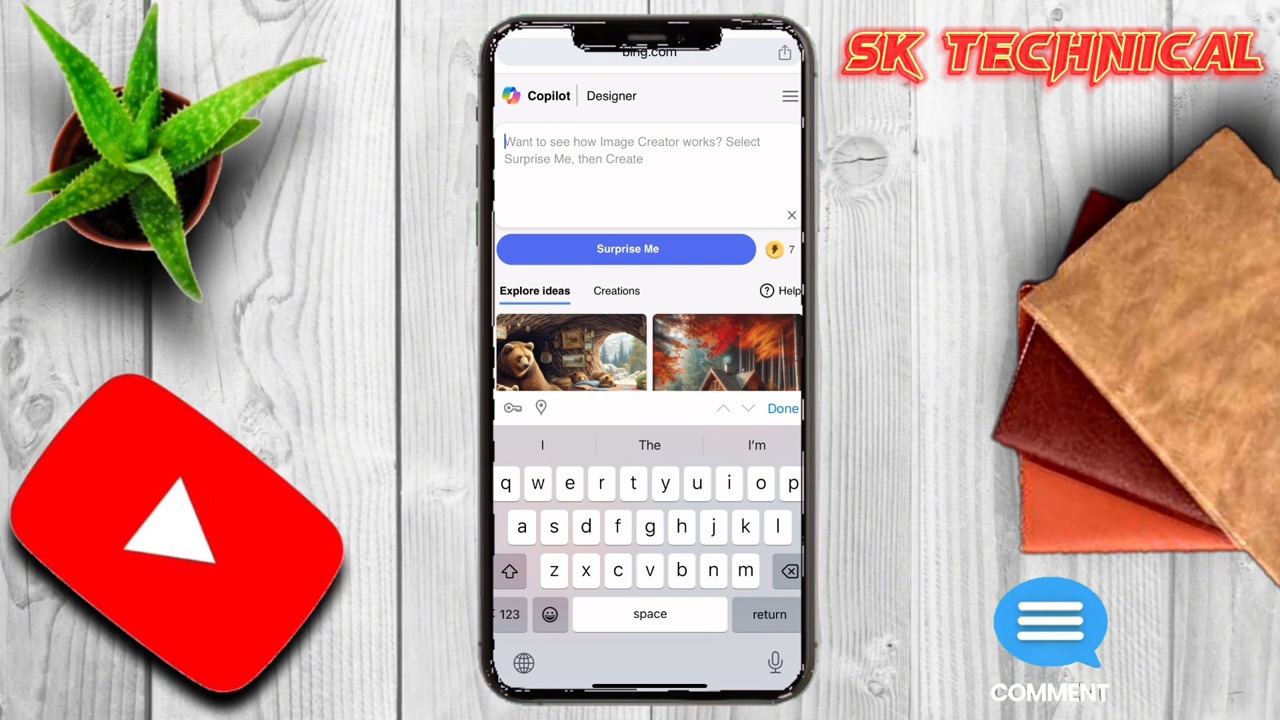 SK TECHNICAL
bing.com
Copilot Designer
Want to see how Image Creator works? Select
Surprise Me, then Create
Surprise Me 7
Explore ideas Creations Help
Done
I The I'm
q w e r t y u i o p
a s d f g h j k l
z x c v b n m
123 space return
COMMENT